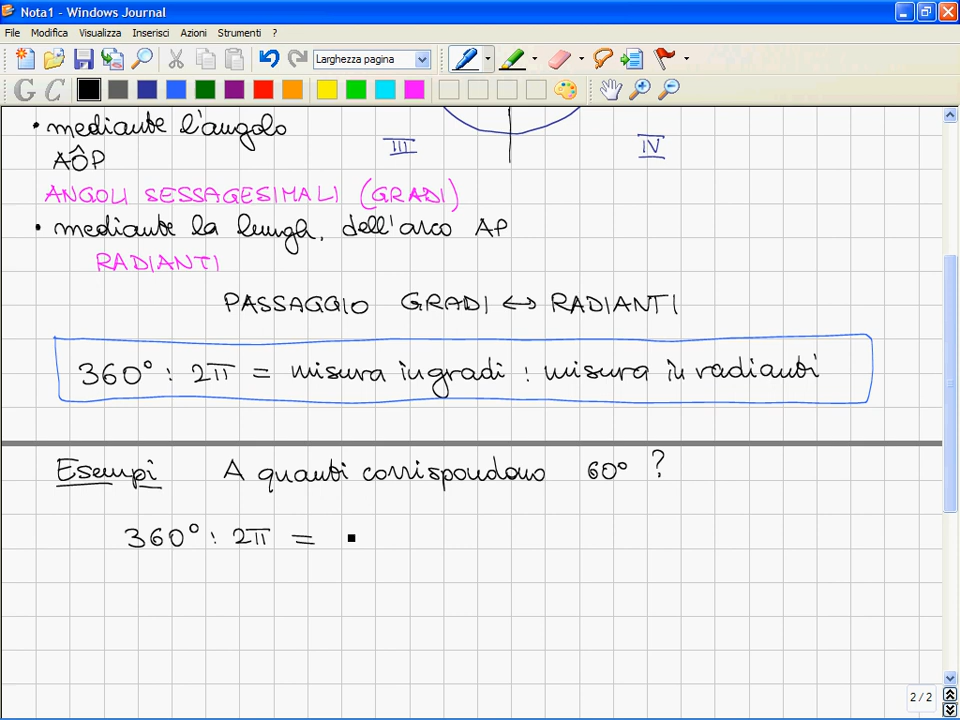 Nota1 - Windows Journal
File Modifica Visualizza Inserisci Azioni Strumenti ?
Larghezza pagina
G C
• mediante l'angolo
AÔP
III IV
ANGOLI SESSAGESIMALI (GRADI)
• mediante la lungh. dell'arco AP
RADIANTI
PASSAGGIO GRADI ↔ RADIANTI
360° : 2π = misura in gradi : misura in radianti
Esempi A quanti corrispondono 60° ?
360° : 2π =
2 / 2